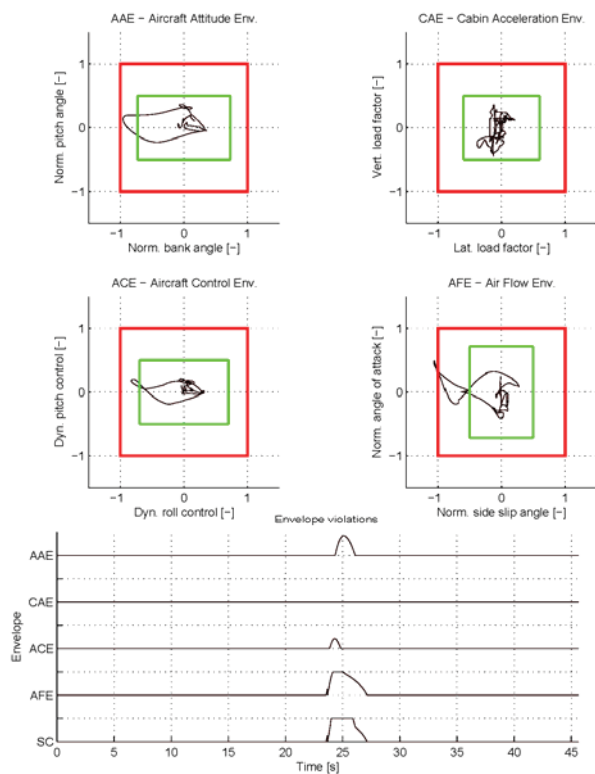 AAE − Aircraft Attitude Env.
CAE − Cabin Acceleration Env.
Norm. pitch angle [−]
1
0
−1
−1
0
1
Norm. bank angle [−]
Vert. load factor [−]
1
0
−1
−1
0
1
Lat. load factor [−]
ACE − Aircraft Control Env.
AFE − Air Flow Env.
Dyn. pitch control [−]
1
0
−1
−1
0
1
Dyn. roll control [−]
Norm. angle of attack [−]
1
0
−1
−1
0
1
Norm. side slip angle [−]
Envelope violations
Envelope
AAE
CAE
ACE
AFE
SC
0 5 10 15 20 25 30 35 40 45
Time [s]